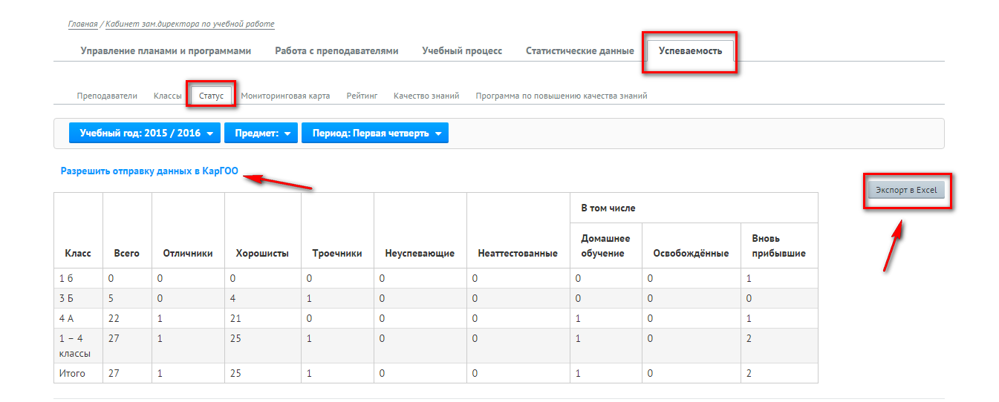 Главная / Кабинет зам.директора по учебной работе
Управление планами и программами Работа с преподавателями Учебный процесс Статистические данные Успеваемость
Преподаватели Классы Статус Мониторинговая карта Рейтинг Качество знаний Программа по повышению качества знаний
Учебный год: 2015 / 2016 Предмет: Период: Первая четверть
Разрешить отправку данных в КарГОО
Экспорт в Excel
В том числе
Класс Всего Отличники Хорошисты Троечники Неуспевающие Неаттестованные Домашнее обучение Освобождённые Вновь прибывшие
1 б 0 0 0 0 0 0 0 0 1
3 Б 5 0 4 1 0 0 0 0 0
4 А 22 1 21 0 0 0 1 0 1
1 – 4 классы 27 1 25 1 0 0 1 0 2
Итого 27 1 25 1 0 0 1 0 2